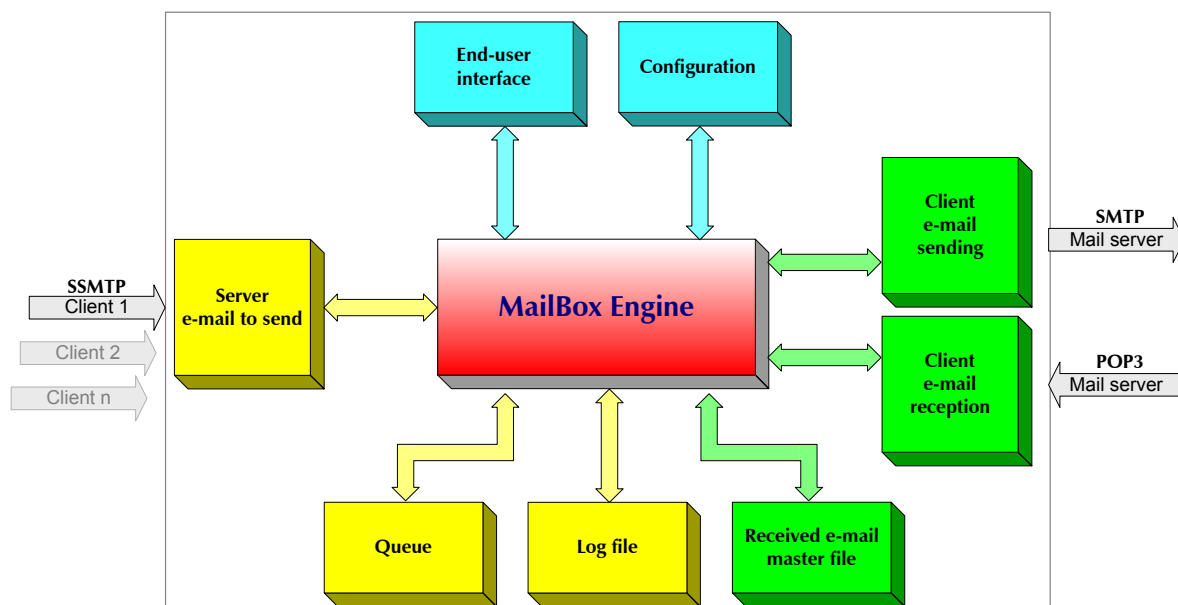 End-user
interface
Configuration
Client
e-mail
sending
SMTP
Mail server
SSMTP
Client 1
Client 2
Client n
Server
e-mail to send
MailBox Engine
Client
e-mail
reception
POP3
Mail server
Queue
Log file
Received e-mail
master file